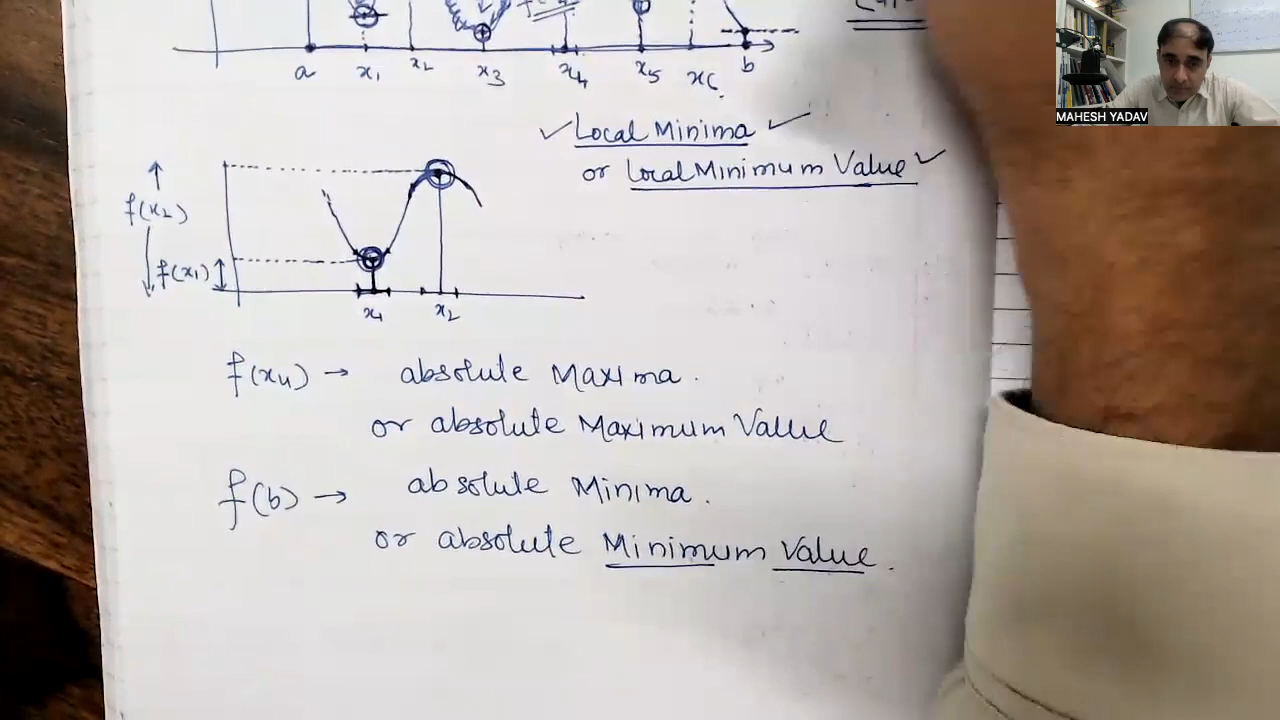 a x₁ x₂ x₃ x₄ x₅ x₆ b
MAHESH YADAV
Local Minima
or Local Minimum Value
f(x₂)
f(x₁)
x₁ x₂
f(x₄) → absolute Maxima.
or absolute Maximum Value
f(b) → absolute Minima.
or absolute Minimum Value.